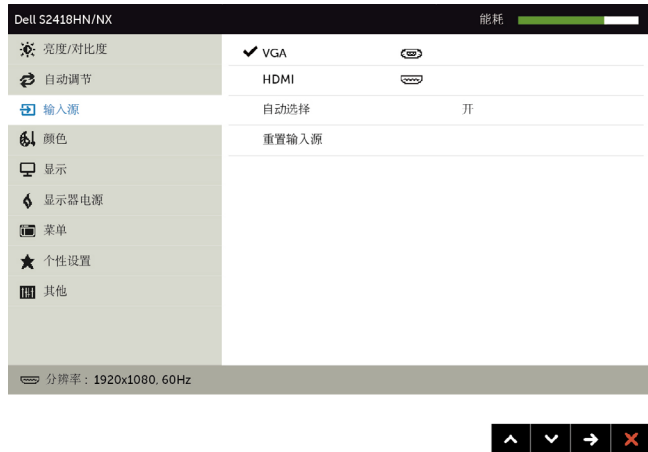 Dell S2418HN/NX 能耗
亮度/对比度
自动调节
输入源
颜色
显示
显示器电源
菜单
个性设置
其他
VGA
HDMI
自动选择 开
重置输入源
分辨率: 1920x1080, 60Hz